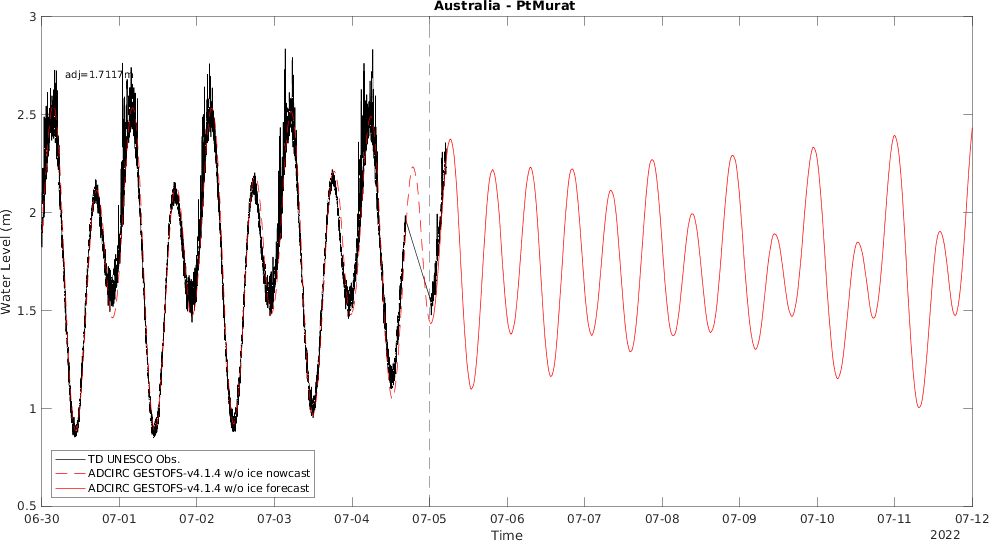 Australia - PtMurat
3
2.5
2
1.5
1
0.5
Water Level (m)
adj=1.7117m
TD UNESCO Obs.
ADCIRC GESTOFS-v4.1.4 w/o ice nowcast
ADCIRC GESTOFS-v4.1.4 w/o ice forecast
06-30 07-01 07-02 07-03 07-04 07-05 07-06 07-07 07-08 07-09 07-10 07-11 07-12
Time
2022